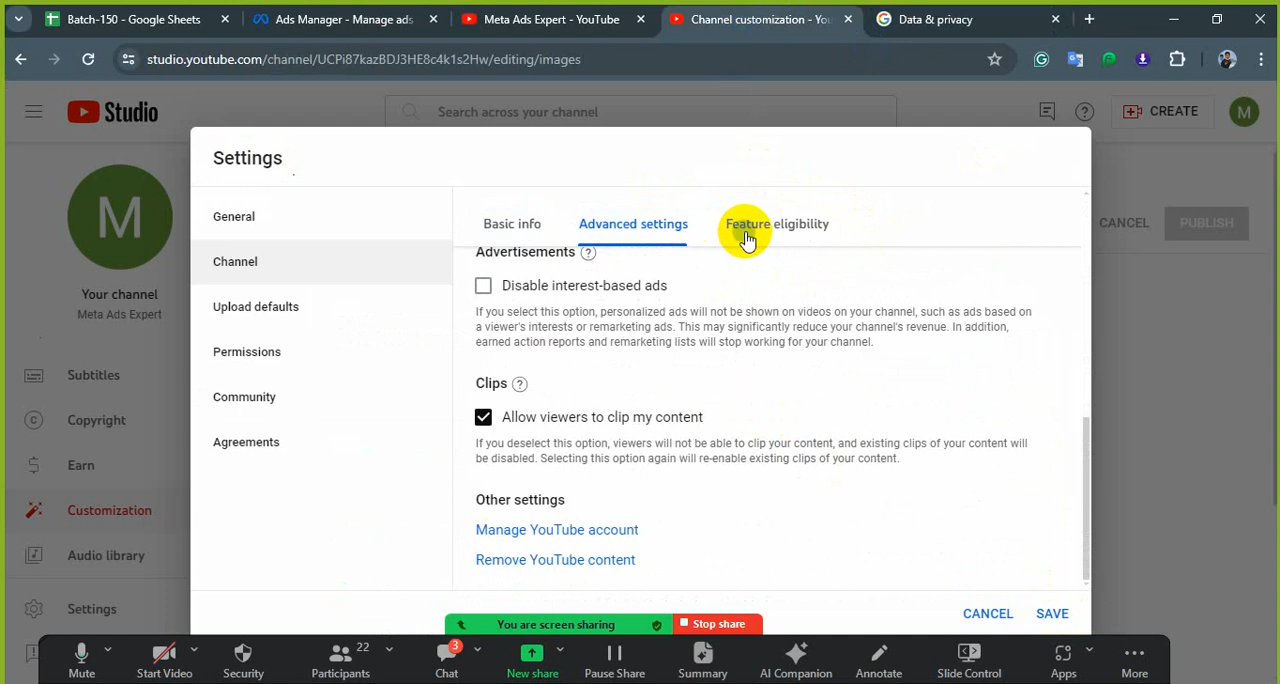 Batch-150 - Google Sheets
Ads Manager - Manage ads
Meta Ads Expert - YouTube
Channel customization - You
Data & privacy
studio.youtube.com/channel/UCPi87kazBDJ3HE8c4k1s2Hw/editing/images
Studio
Search across your channel
CREATE
M
M
Your channel
Meta Ads Expert
Subtitles
Copyright
Earn
Customization
Audio library
Settings
CANCEL
PUBLISH
Settings
General
Channel
Upload defaults
Permissions
Community
Agreements
Basic info
Advanced settings
Feature eligibility
Advertisements
Disable interest-based ads
If you select this option, personalized ads will not be shown on videos on your channel, such as ads based on
a viewer's interests or remarketing ads. This may significantly reduce your channel's revenue. In addition,
earned action reports and remarketing lists will stop working for your channel.
Clips
Allow viewers to clip my content
If you deselect this option, viewers will not be able to clip your content, and existing clips of your content will
be disabled. Selecting this option again will re-enable existing clips of your content.
Other settings
Manage YouTube account
Remove YouTube content
CANCEL
SAVE
You are screen sharing
Stop share
Mute
Start Video
Security
22
Participants
3
Chat
New share
Pause Share
Summary
AI Companion
Annotate
Slide Control
Apps
More